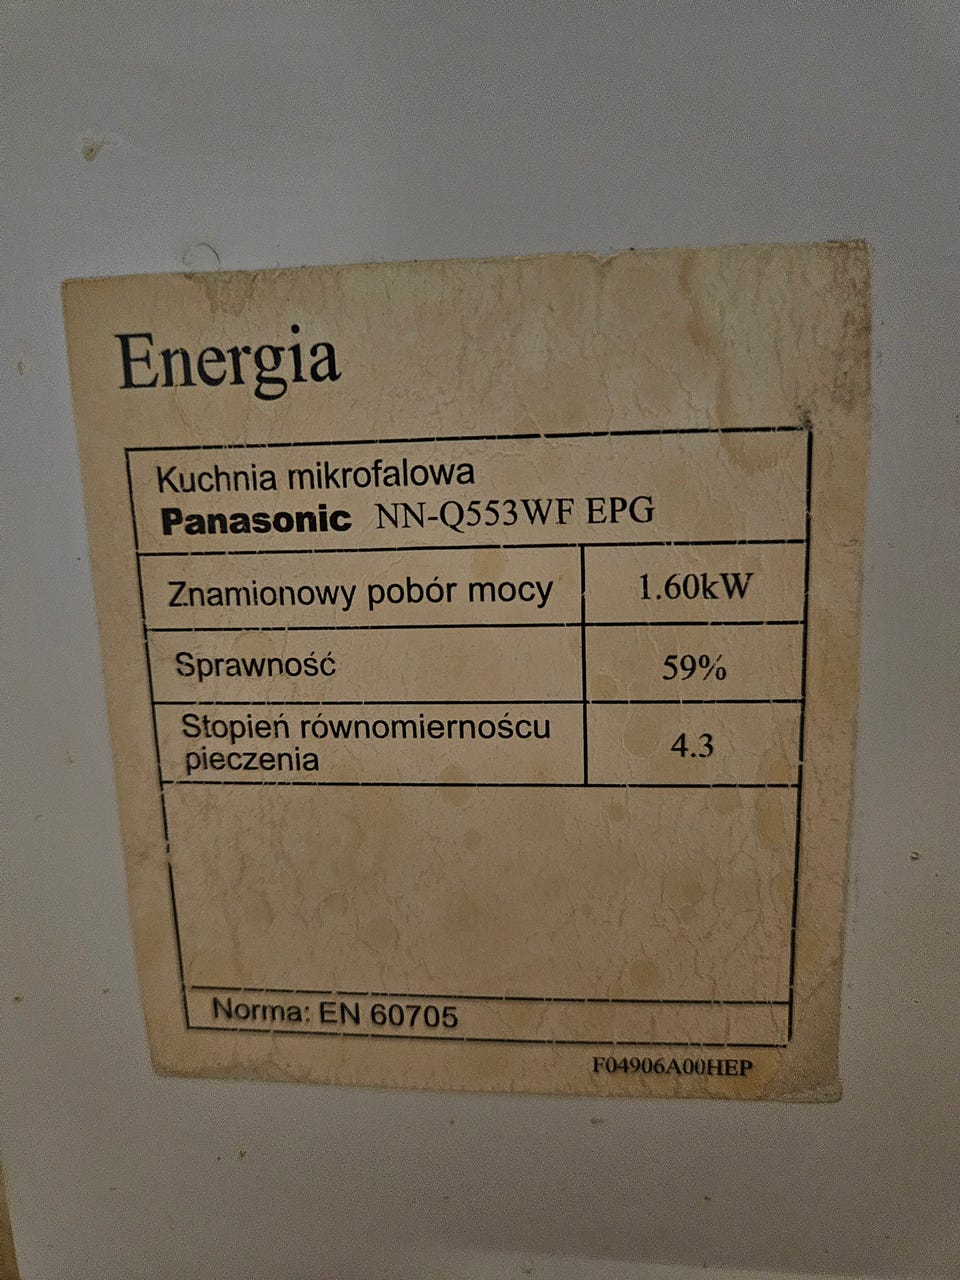 Energia
Kuchnia mikrofalowa
Panasonic NN-Q553WF EPG
Znamionowy pobór mocy 1.60kW
Sprawność 59%
Stopień równomiernoścu
pieczenia 4.3
Norma: EN 60705
F04906A00HEP